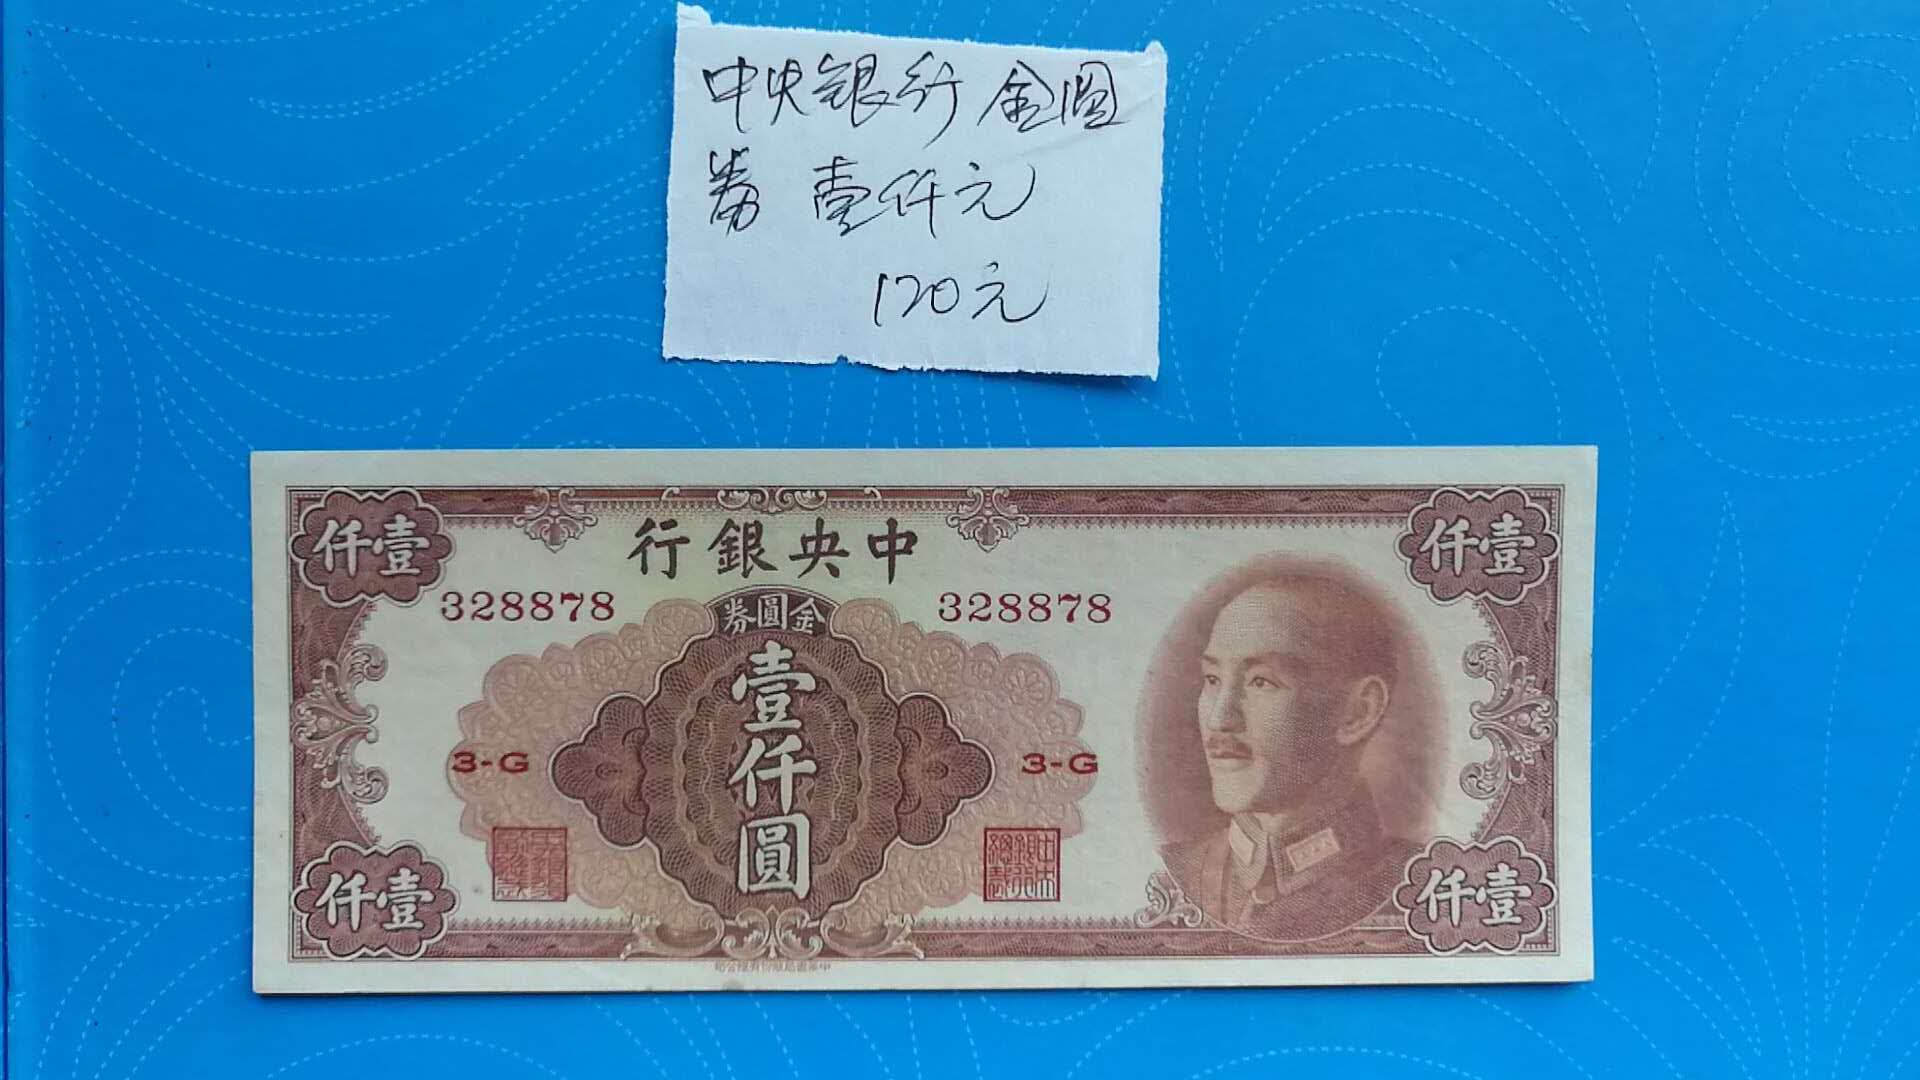 中央银行 金圆
券 壹仟元
170元
仟壹
行銀央中
仟壹
328878
券圓金
328878
壹仟圓
3-G
3-G
仟壹
仟壹